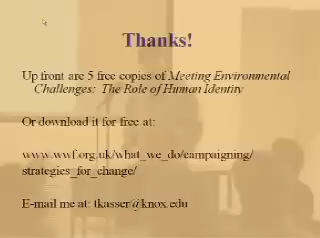 Thanks!
Up front are 5 free copies of Meeting Environmental
Challenges: The Role of Human Identity
Or download it for free at:
www.wwf.org.uk/what_we_do/campaigning/
strategies_for_change/
E-mail me at: tkasser@knox.edu